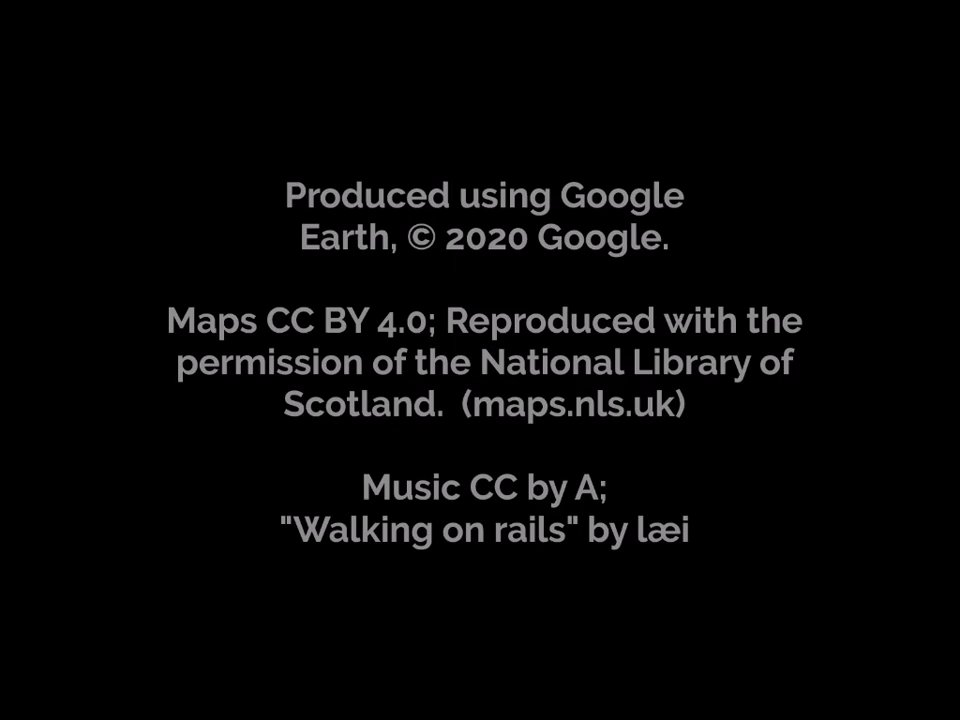 Produced using Google
Earth, © 2020 Google.
Maps CC BY 4.0; Reproduced with the
permission of the National Library of
Scotland. (maps.nls.uk)
Music CC by A;
"Walking on rails" by læi